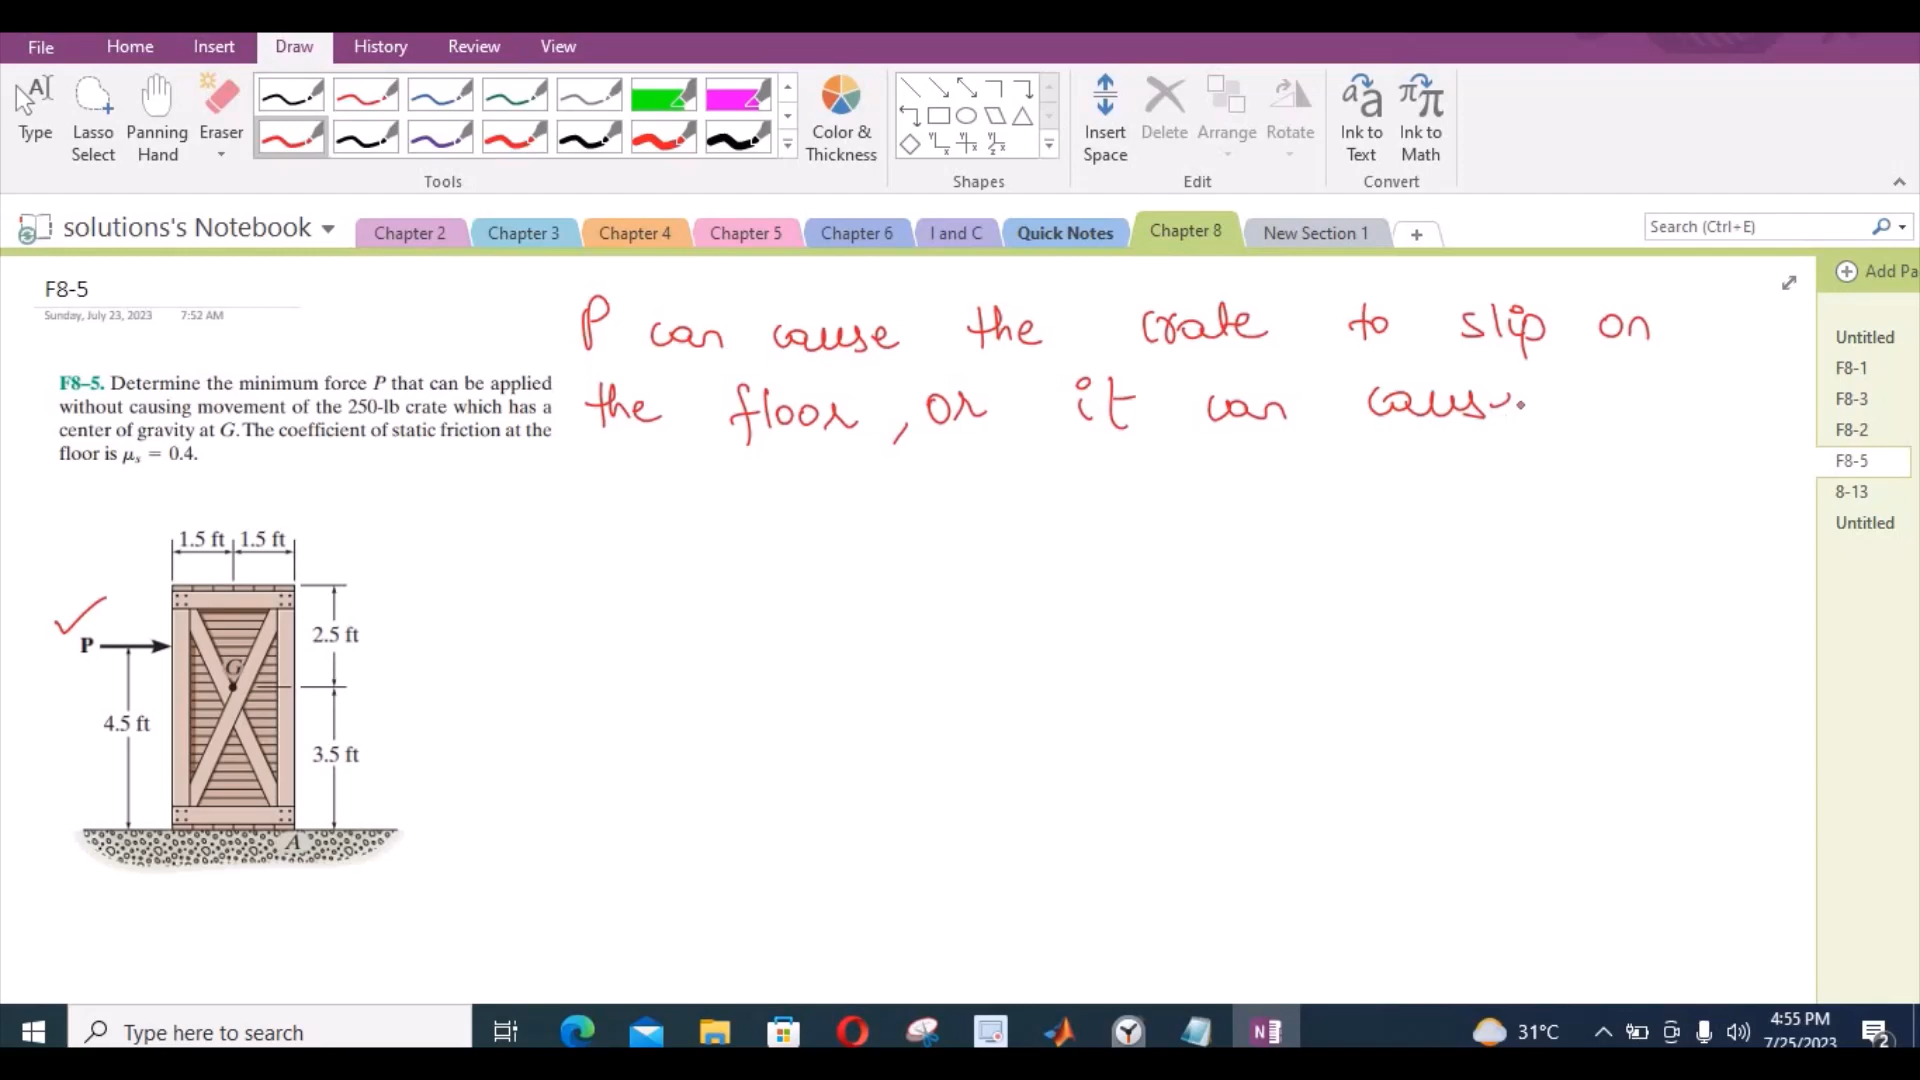 File Home Insert Draw History Review View
Type
Lasso Select
Panning Hand
Eraser
Color & Thickness
Insert Space
Delete
Arrange
Rotate
Ink to Text
Ink to Math
Tools Shapes Edit Convert
solutions's Notebook
Chapter 2 Chapter 3 Chapter 4 Chapter 5 Chapter 6 I and C Quick Notes Chapter 8 New Section 1 +
Search (Ctrl+E)
Add Pa
F8-5
Sunday, July 23, 2023 7:52 AM
P can cause the crate to slip on
the floor, or it can caus
F8–5. Determine the minimum force P that can be applied
without causing movement of the 250-lb crate which has a
center of gravity at G. The coefficient of static friction at the
floor is μs = 0.4.
1.5 ft 1.5 ft
2.5 ft
P
G
4.5 ft
3.5 ft
A
Untitled
F8-1
F8-3
F8-2
F8-5
8-13
Untitled
Type here to search
N
31°C
4:55 PM
7/25/2023
2